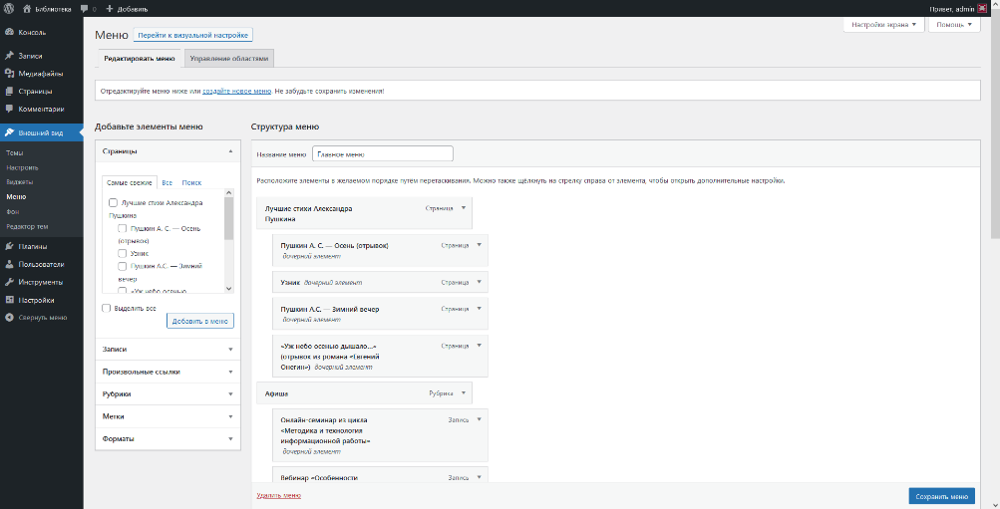 Библиотека 0 Добавить Привет, admin
Консоль
Записи
Медиафайлы
Страницы
Комментарии
Внешний вид
Темы
Настроить
Виджеты
Меню
Фон
Редактор тем
Плагины
Пользователи
Инструменты
Настройки
Свернуть меню
Настройки экрана Помощь
Меню Перейти к визуальной настройке
Редактировать меню Управление областями
Отредактируйте меню ниже или создайте новое меню. Не забудьте сохранить изменения!
Добавьте элементы меню
Страницы
Самые свежие Все Поиск
Лучшие стихи Александра
Пушкина
Пушкин А. С. — Осень
(отрывок)
Узник
Пушкин А.С. — Зимний
вечер
«Уж небо осенью
Выделить все
Добавить в меню
Записи
Произвольные ссылки
Рубрики
Метки
Форматы
Структура меню
Название меню Главное меню
Расположите элементы в желаемом порядке путём перетаскивания. Можно также щёлкнуть на стрелку справа от элемента, чтобы открыть дополнительные настройки.
Лучшие стихи Александра Страница
Пушкина
Пушкин А. С. — Осень (отрывок) Страница
дочерний элемент
Узник дочерний элемент Страница
Пушкин А.С. — Зимний вечер Страница
дочерний элемент
«Уж небо осенью дышало...» Страница
(отрывок из романа «Евгений
Онегин») дочерний элемент
Афиша Рубрика
Онлайн-семинар из цикла Запись
«Методика и технология
информационной работы»
дочерний элемент
Вебинар «Особенности Запись
Удалить меню Сохранить меню